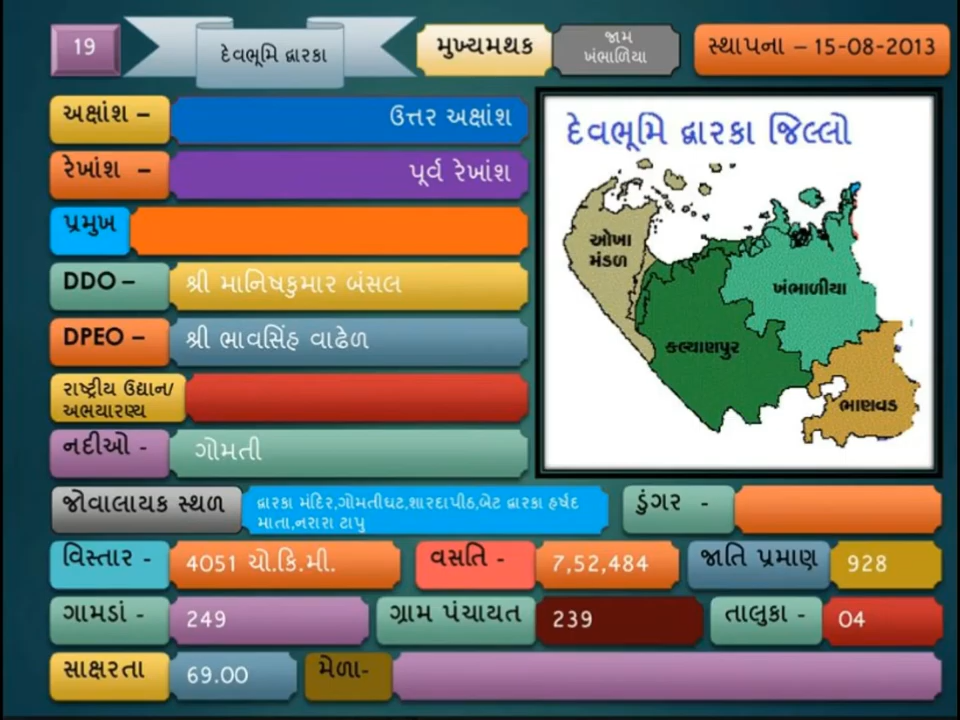 19
દેવભૂમિ દ્વારકા
મુખ્યમથક
જામ
ખંભાળિયા
સ્થાપના – 15-08-2013
અક્ષાંશ –
ઉત્તર અક્ષાંશ
રેખાંશ –
પૂર્વ રેખાંશ
પ્રમુખ
DDO –
શ્રી માનિષકુમાર બંસલ
DPEO –
શ્રી ભાવસિંહ વાઢેળ
રાષ્ટ્રીય ઉદ્યાન/
અભયારણ્ય
નદીઓ -
ગોમતી
દેવભૂમિ દ્વારકા જિલ્લો
ઓખા
મંડળ
ખંભાળીયા
કલ્યાણપુર
ભાણવડ
જોવાલાયક સ્થળ
દ્વારકા મંદિર,ગોમતીઘટ,શારદાપીઠ,બેટ દ્વારકા હર્ષદ
માતા,નરારા ટાપુ
ડુંગર -
વિસ્તાર -
4051 ચો.કિ.મી.
વસતિ -
7,52,484
જાતિ પ્રમાણ
928
ગામડાં -
249
ગ્રામ પંચાયત
239
તાલુકા -
04
સાક્ષરતા
69.00
મેળા-